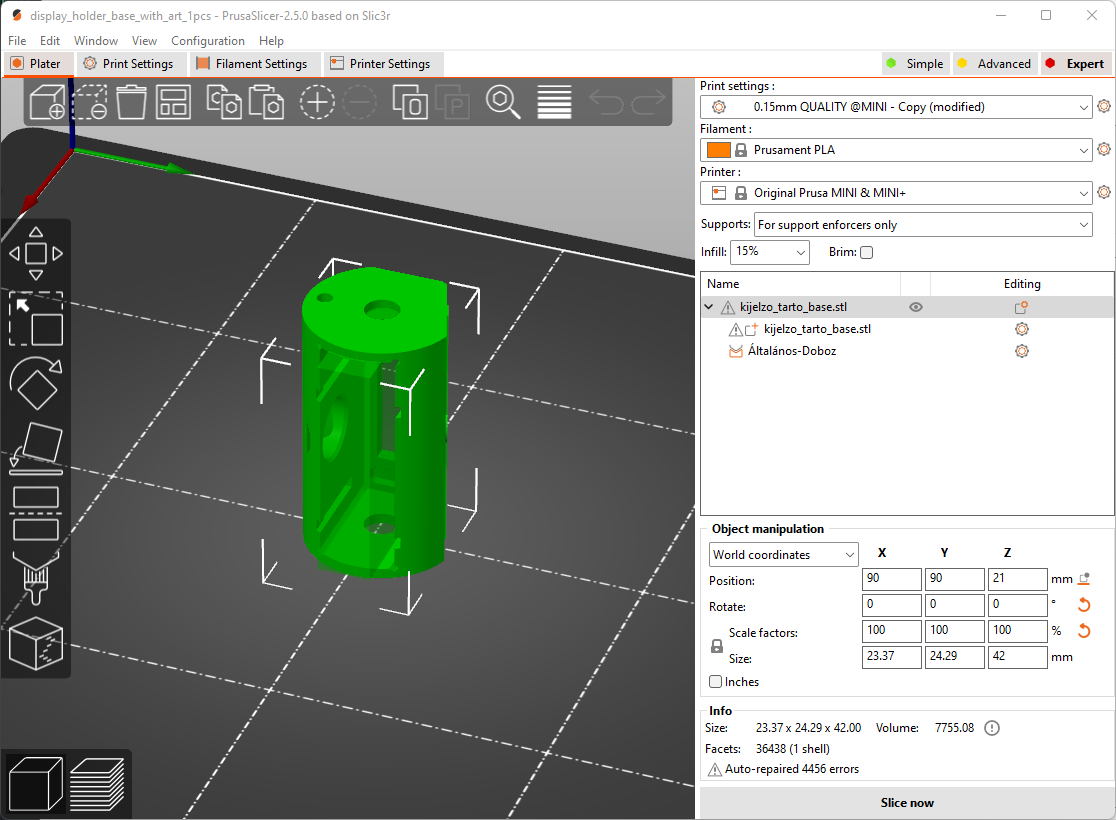 display_holder_base_with_art_1pcs - PrusaSlicer-2.5.0 based on Slic3r
File Edit Window View Configuration Help
Plater Print Settings Filament Settings Printer Settings Simple Advanced Expert
Print settings :
0.15mm QUALITY @MINI - Copy (modified)
Filament :
Prusament PLA
Printer :
Original Prusa MINI & MINI+
Supports: For support enforcers only
Infill: 15% Brim:
Name Editing
kijelzo_tarto_base.stl
kijelzo_tarto_base.stl
Általános-Doboz
Object manipulation
World coordinates X Y Z
Position: 90 90 21 mm
Rotate: 0 0 0 °
Scale factors: 100 100 100 %
Size: 23.37 24.29 42 mm
Inches
Info
Size: 23.37 x 24.29 x 42.00 Volume: 7755.08
Facets: 36438 (1 shell)
Auto-repaired 4456 errors
Slice now